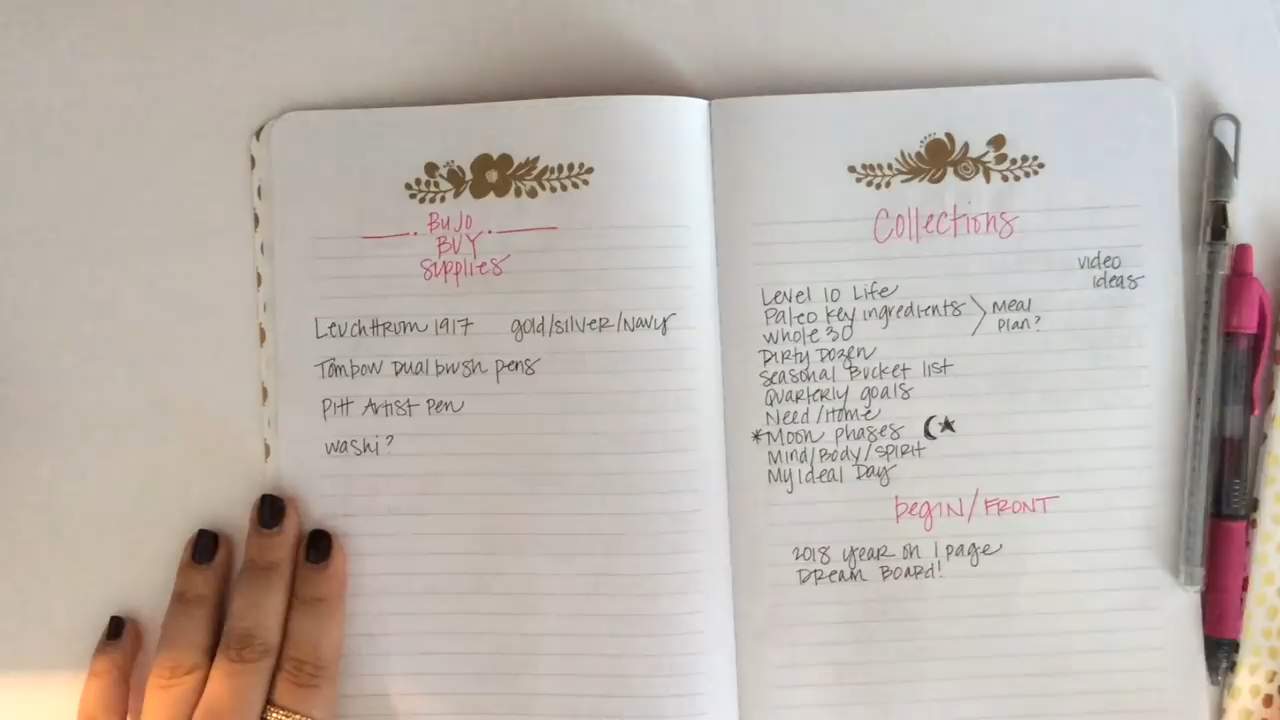 BuJo
BUY
supplies
Leuchttrum 1917 gold/silver/navy
Tombow Dual brush pens
Pitt Artist Pen
washi?
Collections
video
ideas
Level 10 Life
Paleo key ingredients
Meal
Plan?
Whole 30
Dirty Dozen
Seasonal Bucket list
Quarterly goals
Need/Home
*Moon phases
Mind/Body/Spirit
My Ideal Day
begin/FRONT
2018 year on 1 page
Dream Board!